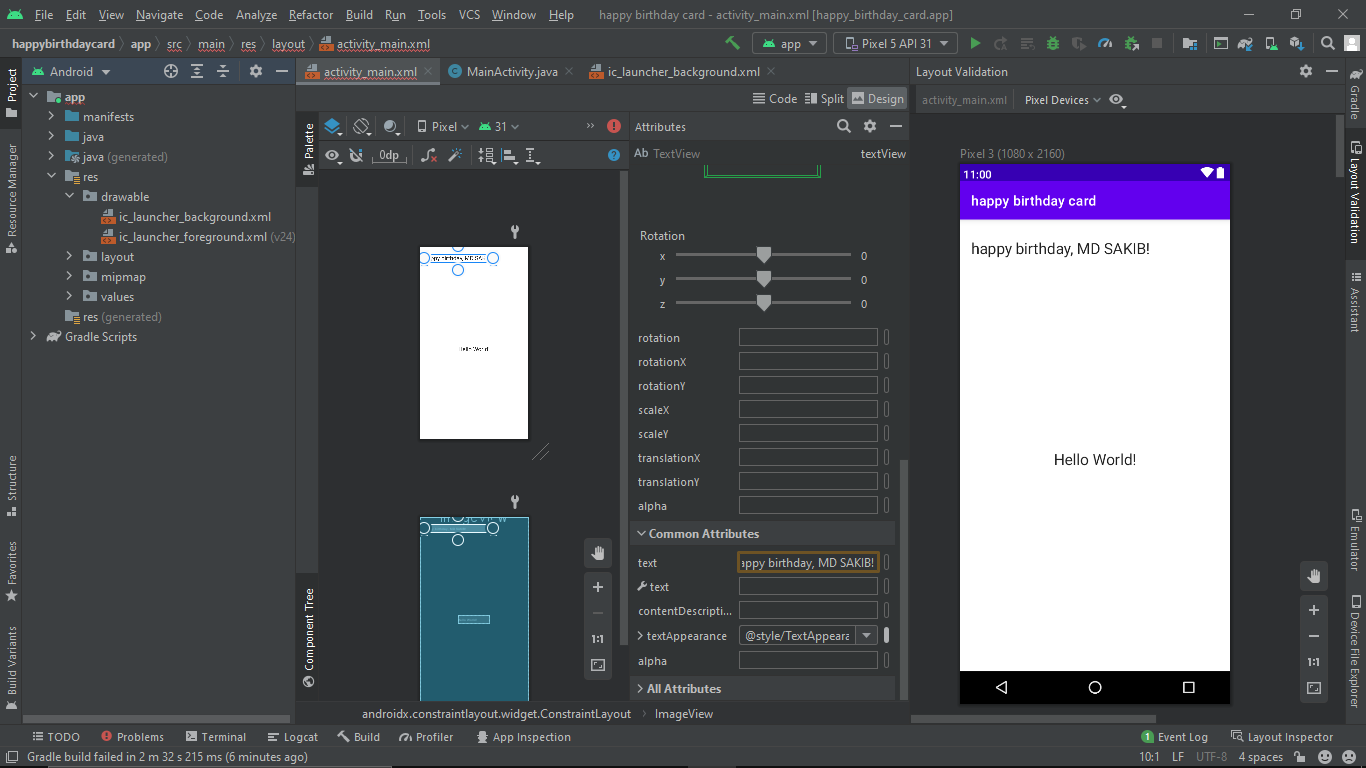 File Edit View Navigate Code Analyze Refactor Build Run Tools VCS Window Help happy birthday card - activity_main.xml [happy_birthday_card.app]
happybirthdaycard app src main res layout activity_main.xml app Pixel 5 API 31
Project
Resource Manager
Structure
Favorites
Build Variants
Android
app
manifests
java
java (generated)
res
drawable
ic_launcher_background.xml
ic_launcher_foreground.xml (v24)
layout
mipmap
values
res (generated)
Gradle Scripts
activity_main.xml MainActivity.java ic_launcher_background.xml
Code Split Design
Palette
Component Tree
Pixel 31
0dp
ppy birthday, MD SAK
Hello World
ImageView
1:1
Attributes
Ab TextView textView
Rotation
x 0
y 0
z 0
rotation
rotationX
rotationY
scaleX
scaleY
translationX
translationY
alpha
Common Attributes
text appy birthday, MD SAKIB!
text
contentDescripti...
textAppearance @style/TextAppeara
alpha
All Attributes
androidx.constraintlayout.widget.ConstraintLayout ImageView
Layout Validation
activity_main.xml Pixel Devices
Pixel 3 (1080 x 2160)
11:00
happy birthday card
happy birthday, MD SAKIB!
Hello World!
1:1
Gradle
Layout Validation
Assistant
Emulator
Device File Explorer
TODO Problems Terminal Logcat Build Profiler App Inspection 1 Event Log Layout Inspector
Gradle build failed in 2 m 32 s 215 ms (6 minutes ago) 10:1 LF UTF-8 4 spaces